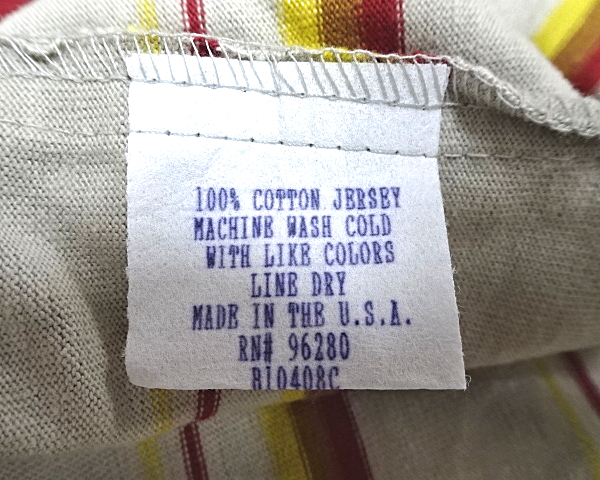 100% COTTON JERSEY
MACHINE WASH COLD
WITH LIKE COLORS
LINE DRY
MADE IN THE U.S.A.
RN# 96280
B10408C